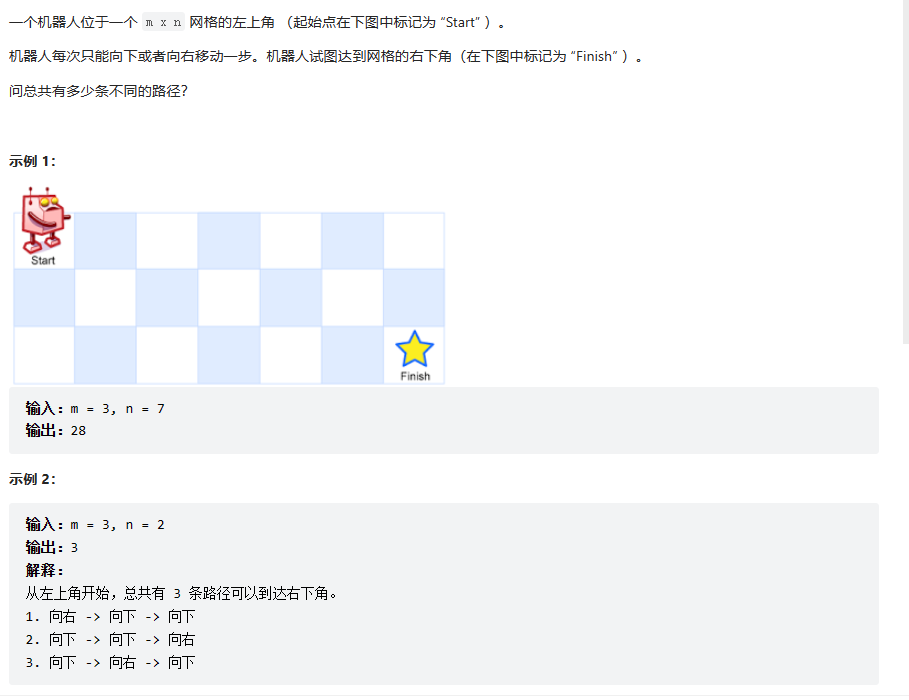 一个机器人位于一个 m x n 网格的左上角 （起始点在下图中标记为 “Start” ）。
机器人每次只能向下或者向右移动一步。机器人试图达到网格的右下角（在下图中标记为 “Finish” ）。
问总共有多少条不同的路径？
示例 1：
Start
Finish
输入：m = 3, n = 7
输出：28
示例 2：
输入：m = 3, n = 2
输出：3
解释：
从左上角开始，总共有 3 条路径可以到达右下角。
1. 向右 -> 向下 -> 向下
2. 向下 -> 向下 -> 向右
3. 向下 -> 向右 -> 向下